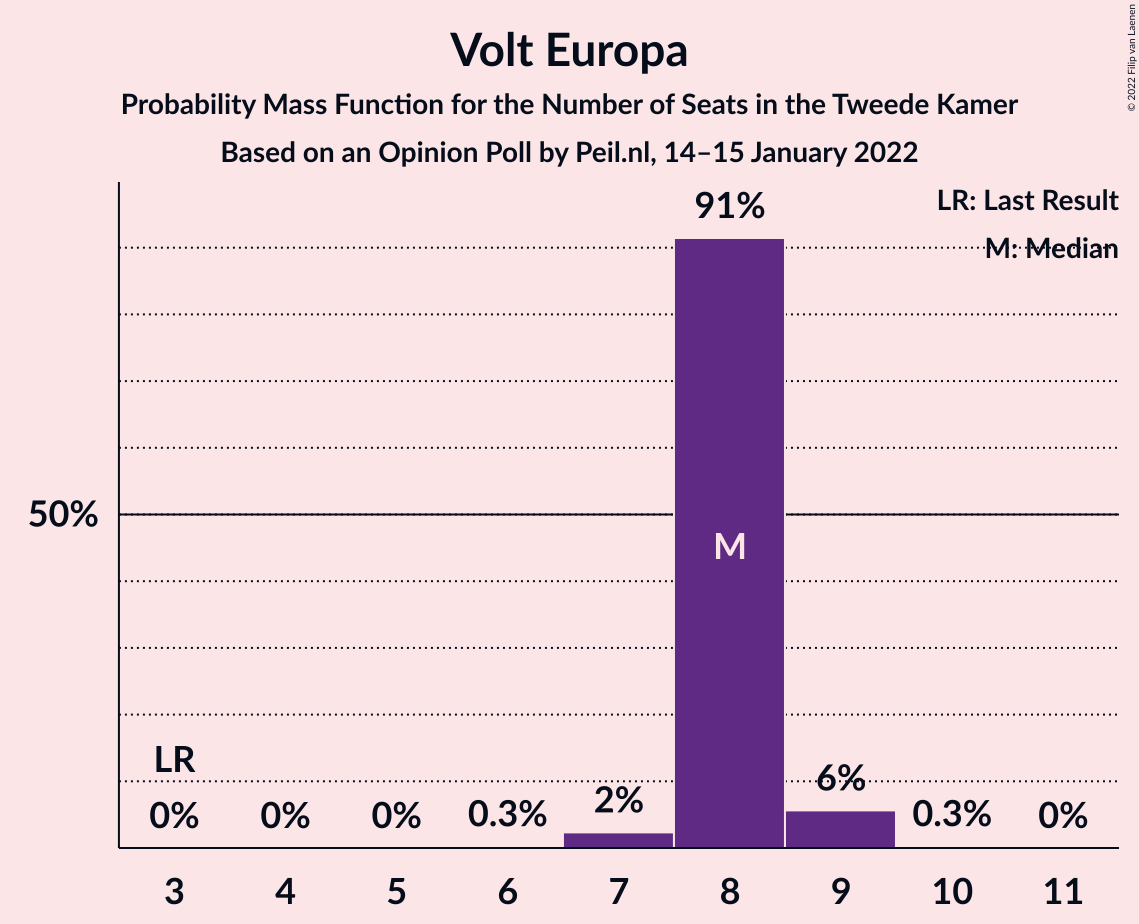 Volt Europa
Probability Mass Function for the Number of Seats in the Tweede Kamer
Based on an Opinion Poll by Peil.nl, 14–15 January 2022
© 2022 Filip van Laenen
LR: Last Result
M: Median
50%
LR
M
0%
0%
0%
0.3%
2%
91%
6%
0.3%
0%
3 4 5 6 7 8 9 10 11